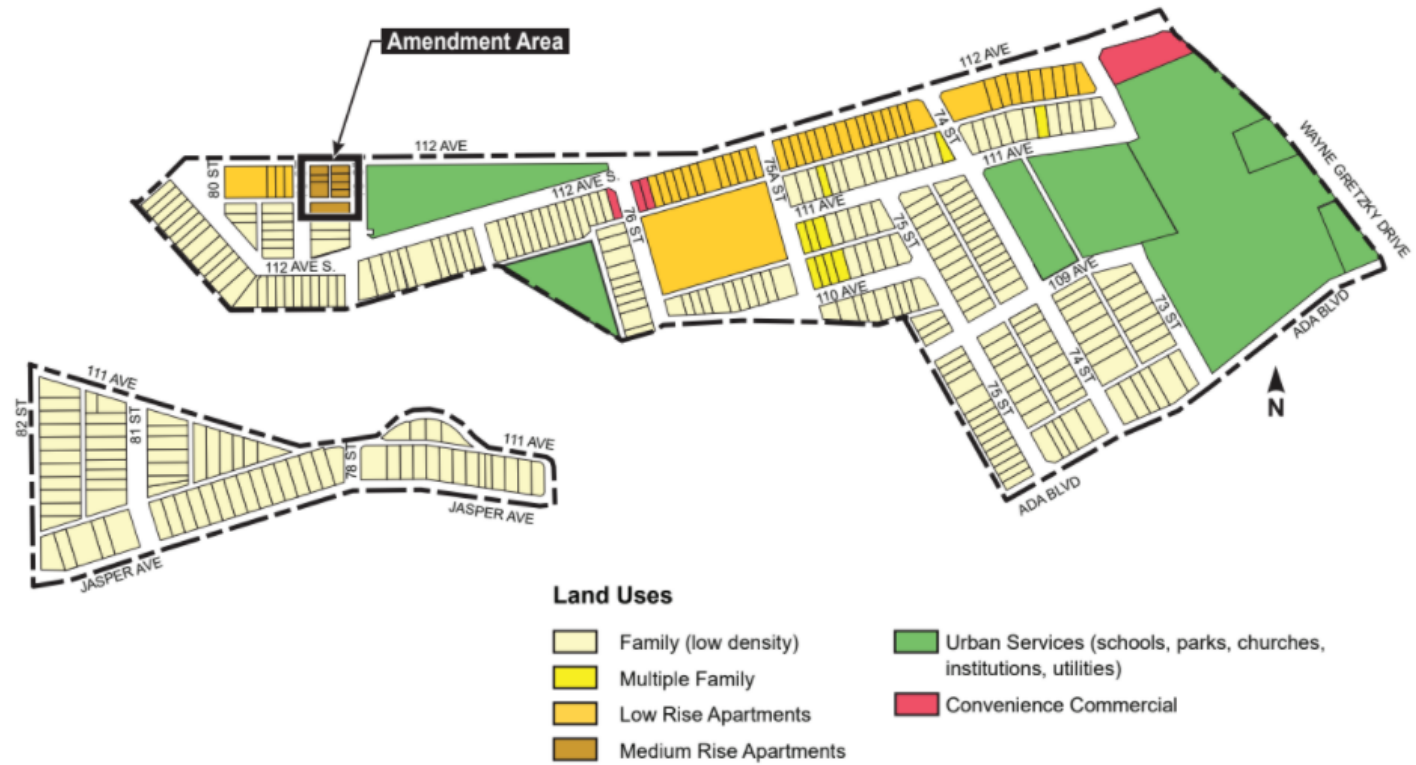 Amendment Area
112 AVE
112 AVE
80 ST
112 AVE S.
76 ST
75A ST
74 ST
111 AVE
WAYNE GRETZKY DRIVE
111 AVE
75 ST
112 AVE S.
110 AVE
109 AVE
73 ST
ADA BLVD
74 ST
75 ST
N
ADA BLVD
111 AVE
82 ST
81 ST
78 ST
111 AVE
JASPER AVE
JASPER AVE
Land Uses
Family (low density)
Multiple Family
Low Rise Apartments
Medium Rise Apartments
Urban Services (schools, parks, churches,
institutions, utilities)
Convenience Commercial